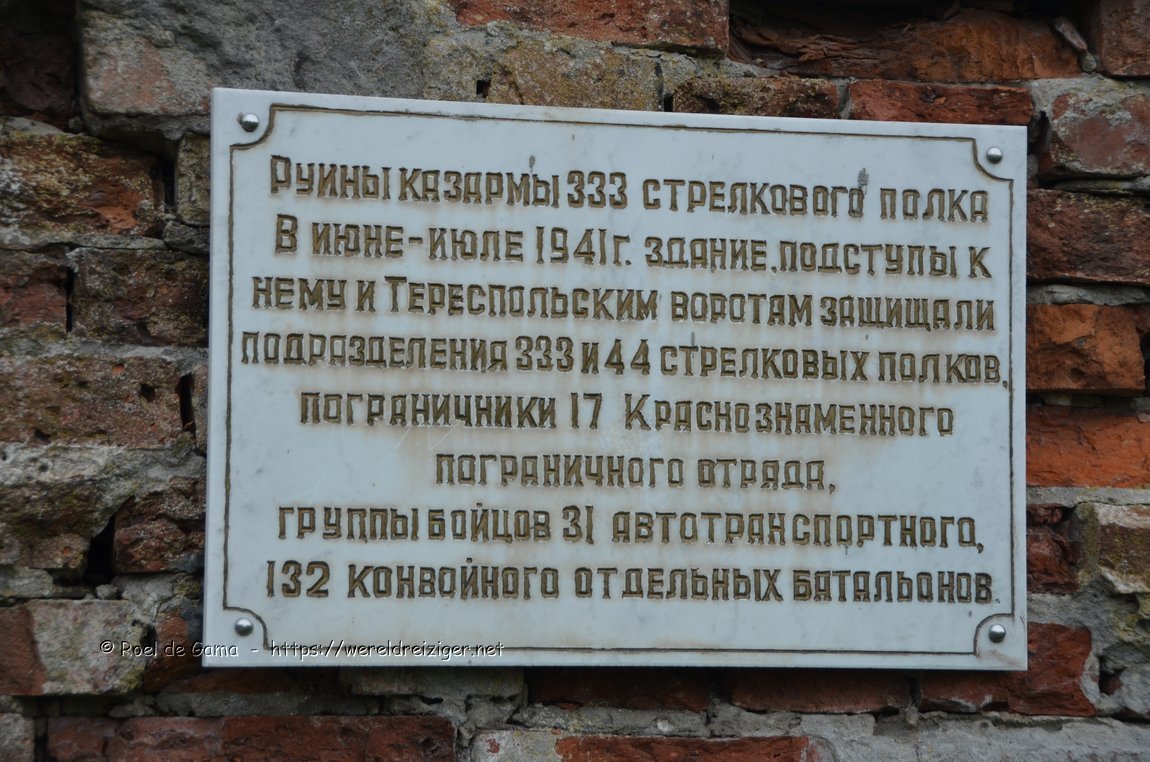 Руины казармы 333 стрелкового полка
В июне-июле 1941г. здание, подступы к
нему и Тереспольским воротам защищали
подразделения 333 и 44 стрелковых полков,
пограничники 17 Краснознаменного
пограничного отряда,
группы бойцов 31 автотранспортного,
132 конвойного отдельных батальонов.
© Roel de Gama - https://wereldreiziger.net